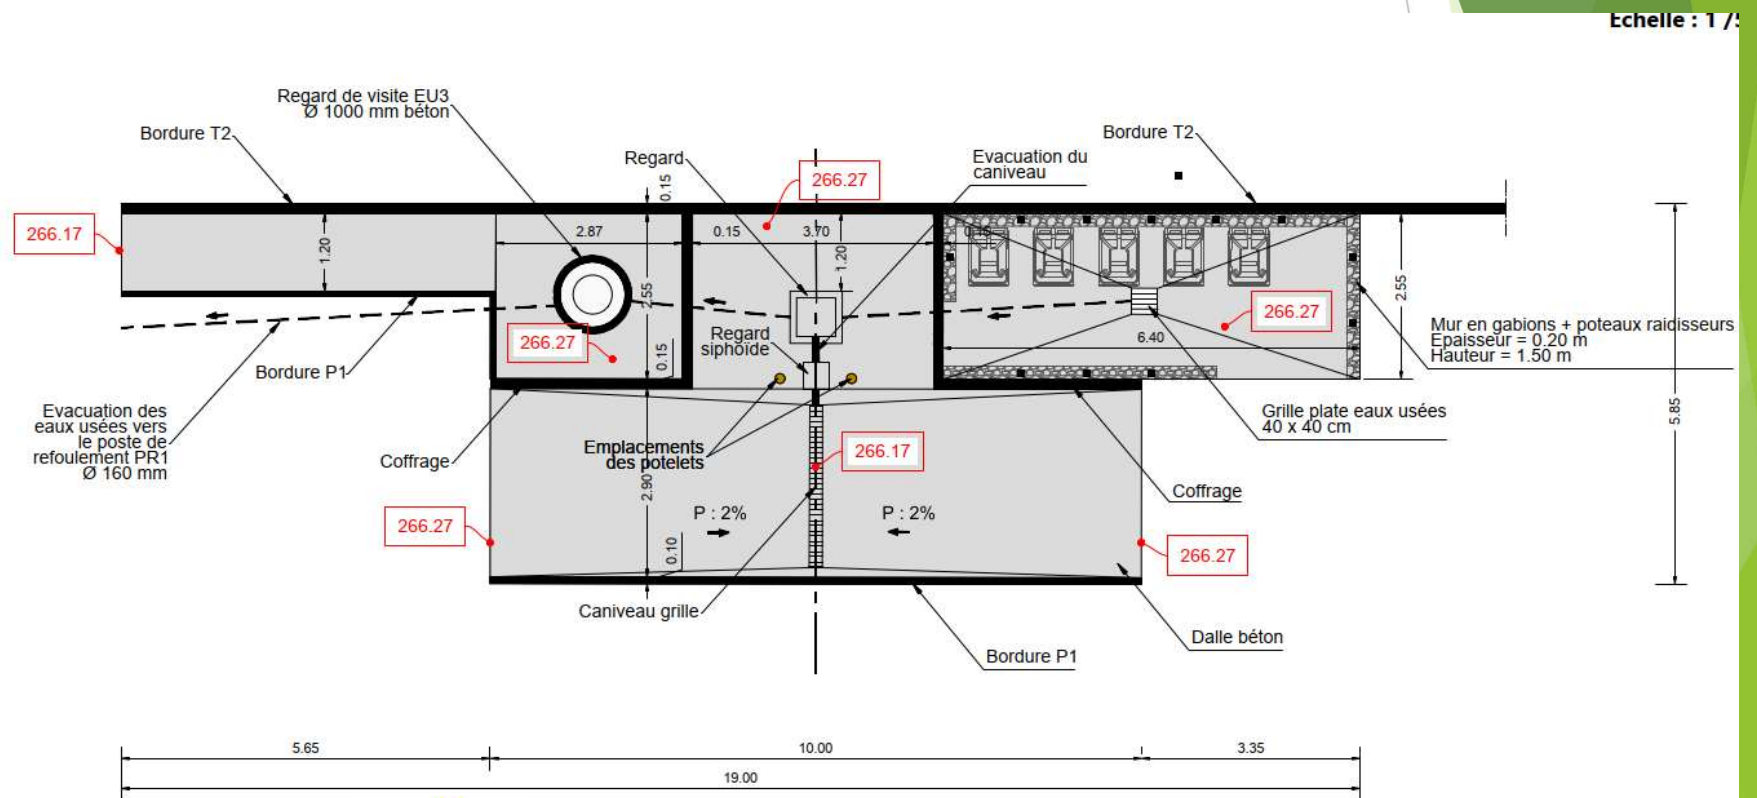 Echelle : 1 /5
Regard de visite EU3
Ø 1000 mm béton
Bordure T2
Regard
266.27
Evacuation du
caniveau
Bordure T2
0.15
266.17
1.20
2.87
2.55
0.15
3.70
1.20
0.15
2.55
266.27
266.27
6.40
Mur en gabions + poteaux raidisseurs
Epaisseur = 0.20 m
Hauteur = 1.50 m
Regard
siphoïde
0.15
Bordure P1
Evacuation des
eaux usées vers
le poste de
refoulement PR1
Ø 160 mm
Grille plate eaux usées
40 x 40 cm
5.85
Coffrage
Emplacements
des potelets
266.17
2.90
Coffrage
266.27
P : 2%
P : 2%
0.10
266.27
Caniveau grille
Dalle béton
Bordure P1
5.65
10.00
3.35
19.00